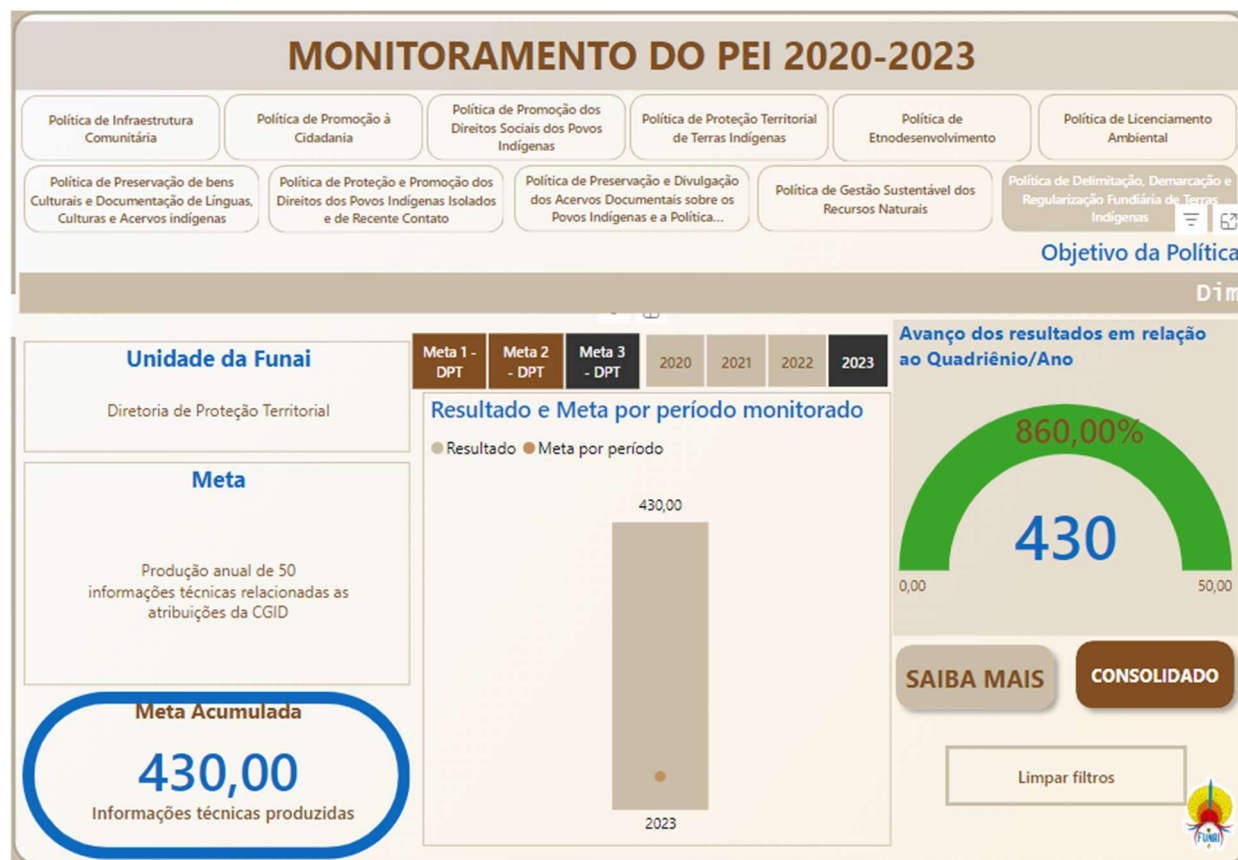 MONITORAMENTO DO PEI 2020-2023
Política de Infraestrutura
Comunitária
Política de Promoção à
Cidadania
Política de Promoção dos
Direitos Sociais dos Povos
Indígenas
Política de Proteção Territorial
de Terras Indígenas
Política de
Etnodesenvolvimento
Política de Licenciamento
Ambiental
Política de Preservação de bens
Culturais e Documentação de Línguas,
Culturas e Acervos indígenas
Política de Proteção e Promoção dos
Direitos dos Povos Indígenas Isolados
e de Recente Contato
Política de Preservação e Divulgação
dos Acervos Documentais sobre os
Povos Indígenas e a Política...
Política de Gestão Sustentável dos
Recursos Naturais
Política de Delimitação, Demarcação e
Regularização Fundiária de Terras
Indígenas
Objetivo da Política
Dim
Unidade da Funai
Diretoria de Proteção Territorial
Meta
Produção anual de 50
informações técnicas relacionadas as
atribuições da CGID
Meta Acumulada
430,00
Informações técnicas produzidas
Meta 1 -
DPT
Meta 2
- DPT
Meta 3
- DPT
2020
2021
2022
2023
Resultado e Meta por período monitorado
Resultado
Meta por período
430,00
2023
Avanço dos resultados em relação
ao Quadriênio/Ano
860,00%
430
0,00
50,00
SAIBA MAIS
CONSOLIDADO
Limpar filtros
FUNAI